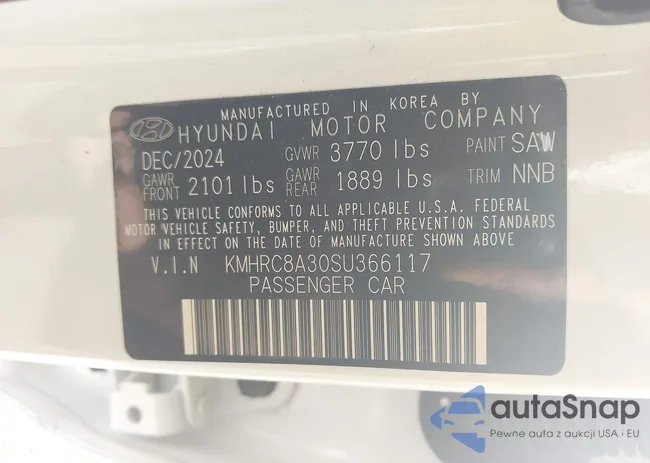 MANUFACTURED IN KOREA BY
HYUNDAI MOTOR COMPANY
DEC/2024 GVWR 3770 lbs PAINT SAW
GAWR FRONT 2101 lbs GAWR REAR 1889 lbs TRIM NNB
THIS VEHICLE CONFORMS TO ALL APPLICABLE U.S.A. FEDERAL
MOTOR VEHICLE SAFETY, BUMPER, AND THEFT PREVENTION STANDARDS
IN EFFECT ON THE DATE OF MANUFACTURE SHOWN ABOVE
V.I.N KMHRC8A30SU366117
PASSENGER CAR
autaSnap
Pewne auta z aukcji USA i EU